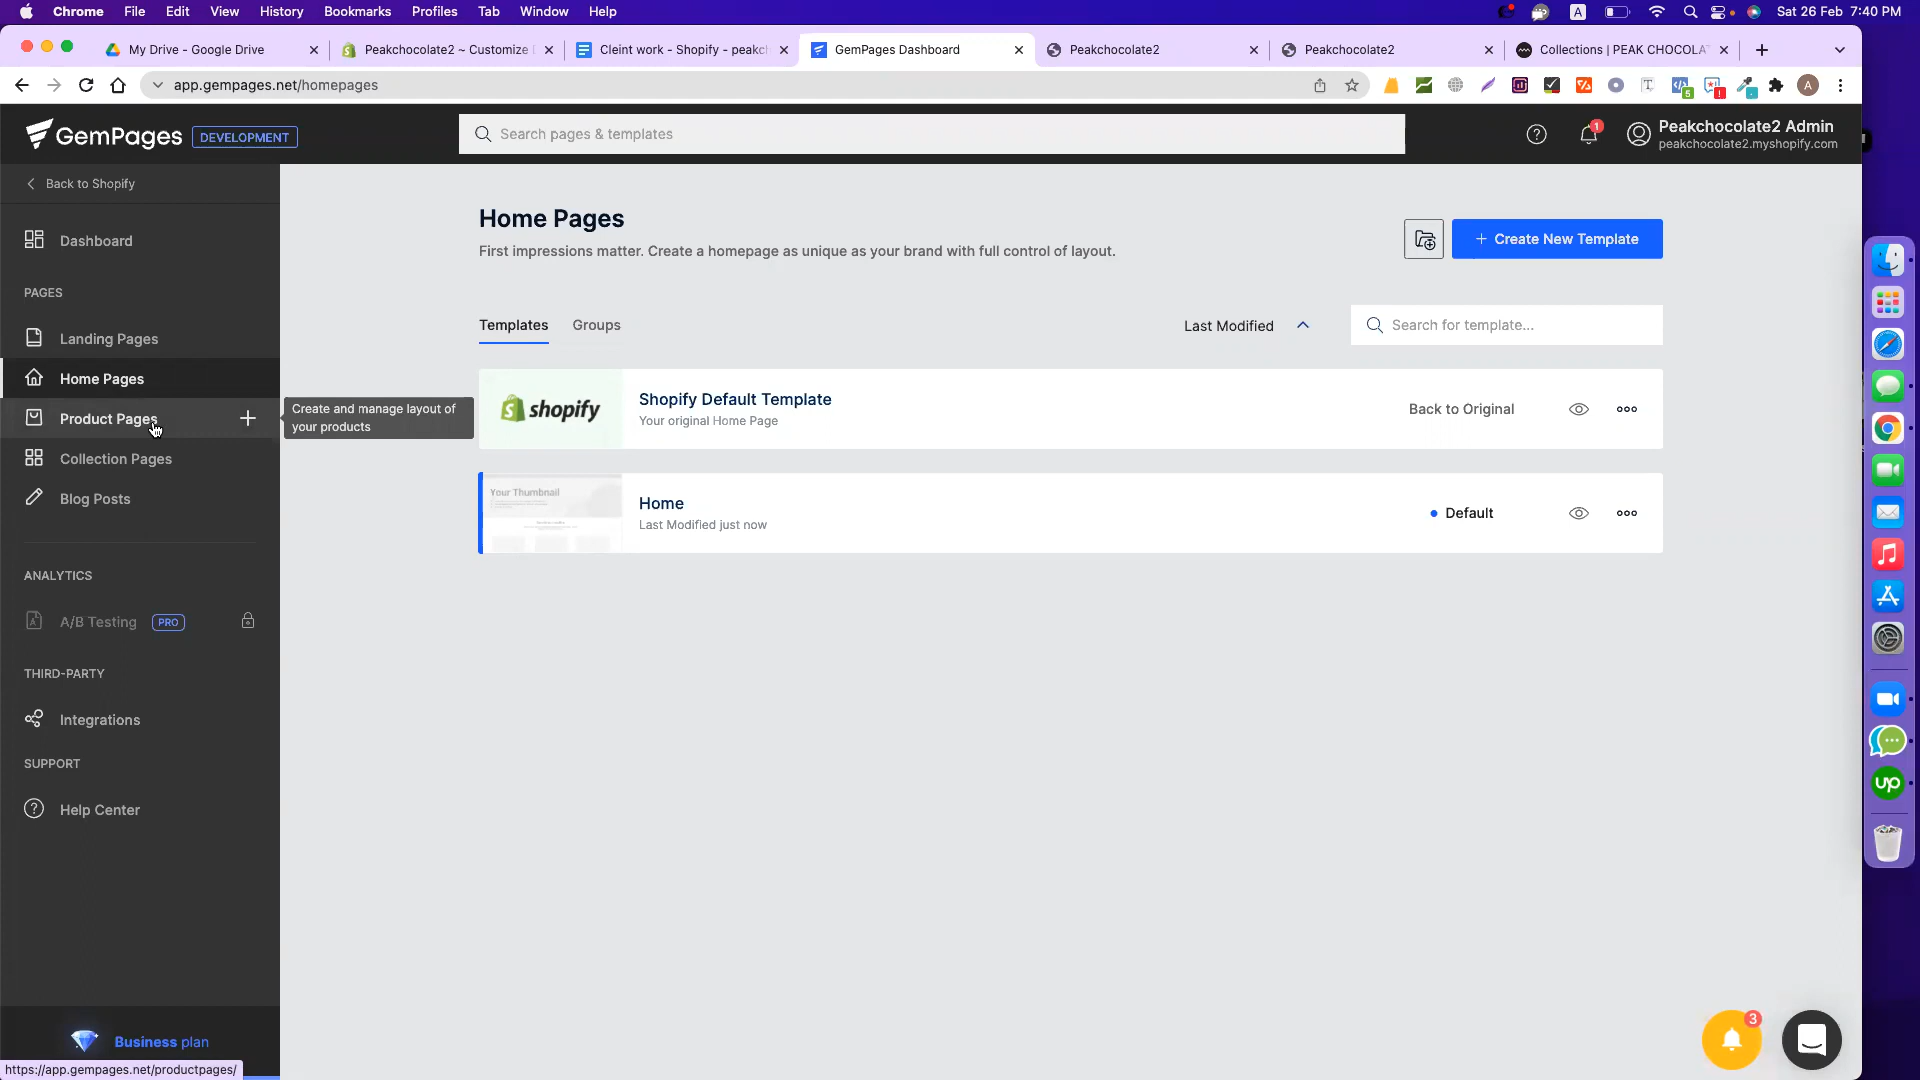 Chrome File Edit View History Bookmarks Profiles Tab Window Help
A Sat 26 Feb 7:40 PM
My Drive - Google Drive
Peakchocolate2 ~ Customize
Cleint work - Shopify - peakch
GemPages Dashboard
Peakchocolate2
Peakchocolate2
Collections | PEAK CHOCOLA
app.gempages.net/homepages
A
GemPages DEVELOPMENT
Search pages & templates
1
Peakchocolate2 Admin
peakchocolate2.myshopify.com
Back to Shopify
Dashboard
PAGES
Landing Pages
Home Pages
Product Pages
Collection Pages
Blog Posts
ANALYTICS
A/B Testing PRO
THIRD-PARTY
Integrations
SUPPORT
Help Center
Business plan
https://app.gempages.net/productpages/
Create and manage layout of
your products
Home Pages
First impressions matter. Create a homepage as unique as your brand with full control of layout.
+ Create New Template
Templates Groups
Last Modified
Search for template...
shopify
Shopify Default Template
Your original Home Page
Back to Original
Your Thumbnail
Home
Last Modified just now
Default
up
3